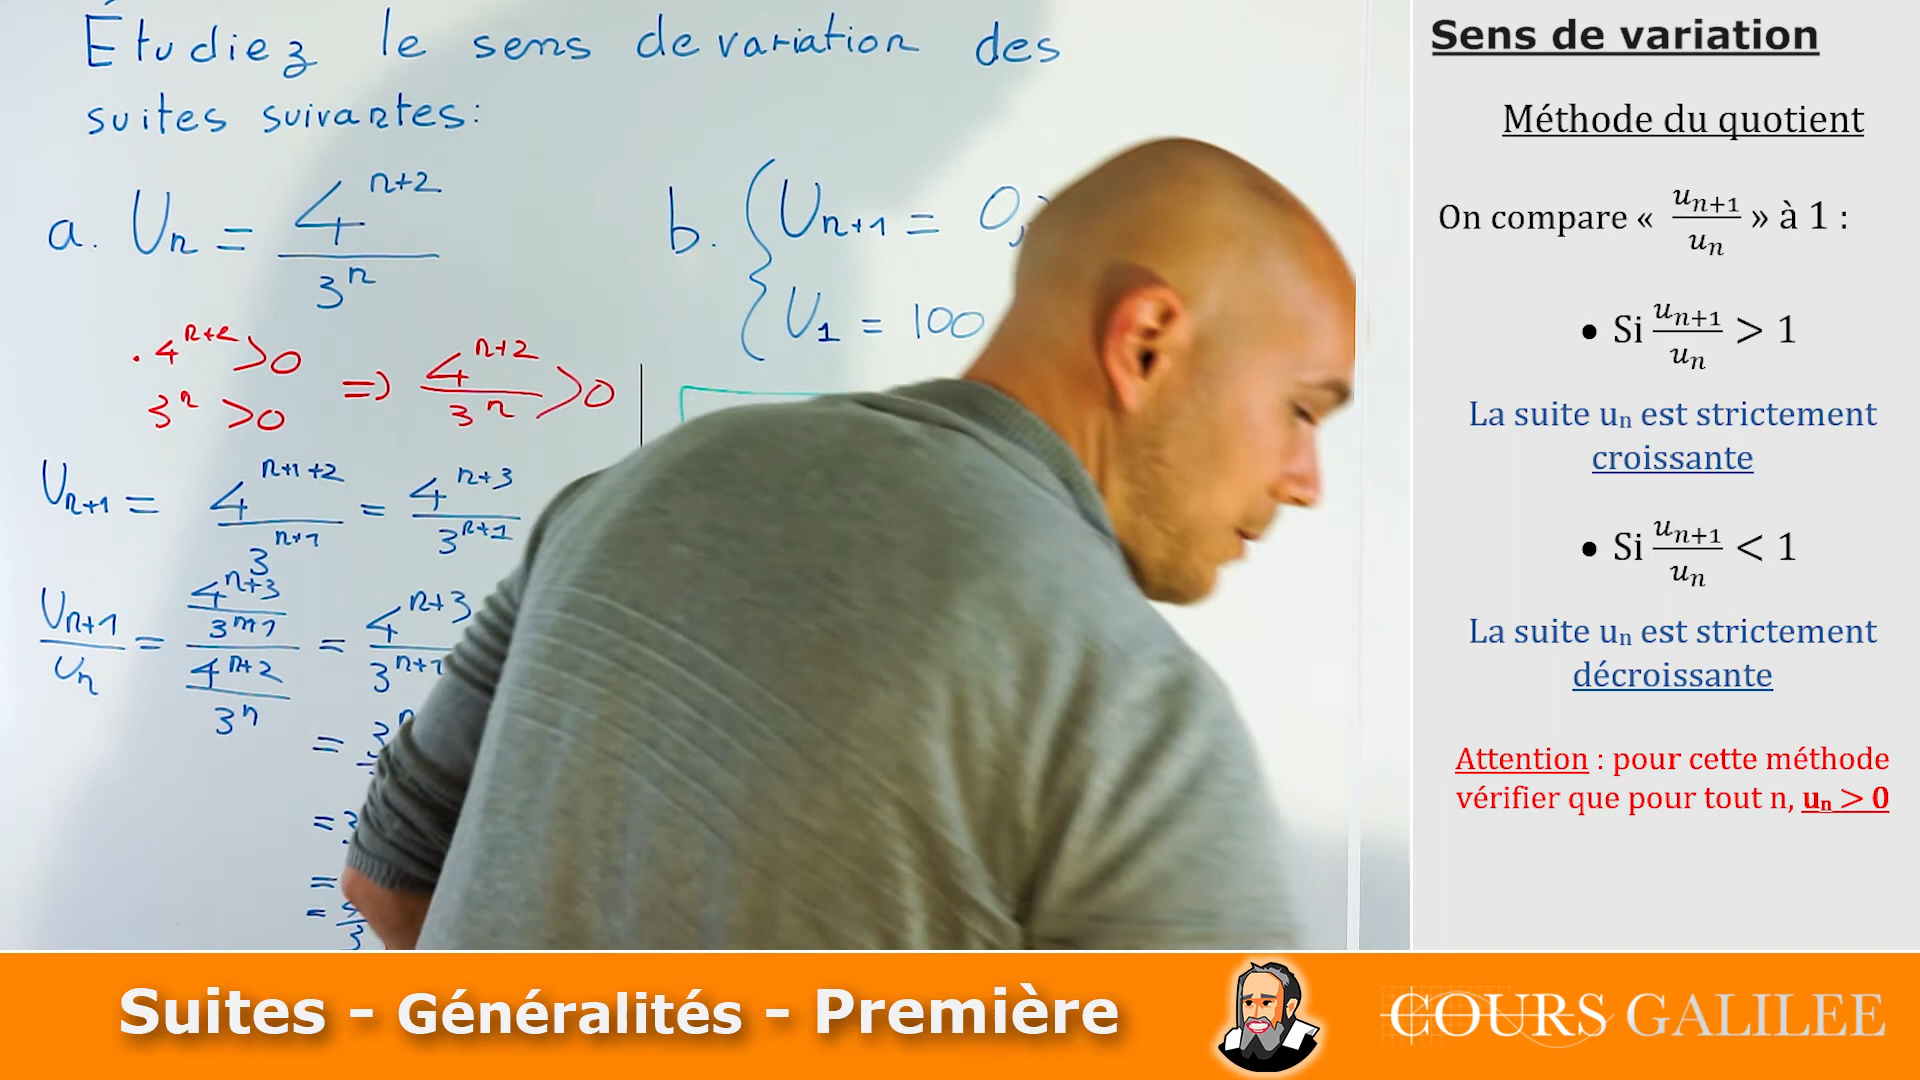 Étudiez le sens de variation des
suites suivantes:
a. Un = 4^(n+2) / 3^n
b. { Un+1 = 0,
U1 = 100
. 4^(n+2) > 0
3^n > 0
=> 4^(n+2) / 3^n > 0
Un+1 = 4^(n+1+2) / 3^(n+1) = 4^(n+3) / 3^(n+1)
Un+1 / Un = (4^(n+3) / 3^(n+1)) / (4^(n+2) / 3^n) = 4^(n+3) / 3^(n+1)
= 3
= 3
=
= 4/3
Sens de variation
Méthode du quotient
On compare « un+1 / un » à 1 :
• Si un+1 / un > 1
La suite un est strictement
croissante
• Si un+1 / un < 1
La suite un est strictement
décroissante
Attention : pour cette méthode
vérifier que pour tout n, un > 0
Suites - Généralités - Première
COURS GALILEE